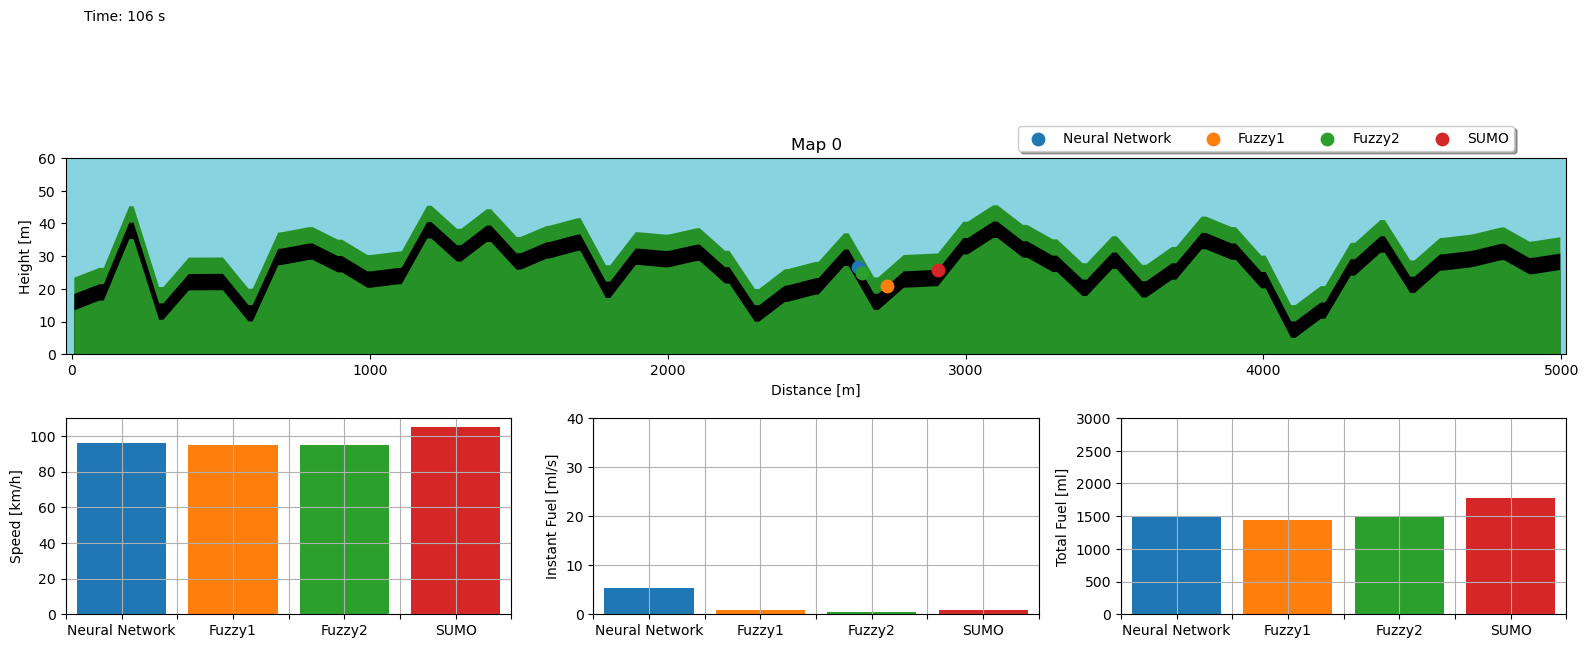 Time: 106 s
Neural Network Fuzzy1 Fuzzy2 SUMO
Map 0
Height [m]
60
50
40
30
20
10
0
0 1000 2000 3000 4000 5000
Distance [m]
Speed [km/h]
100
80
60
40
20
0
Neural Network Fuzzy1 Fuzzy2 SUMO
Instant Fuel [ml/s]
40
30
20
10
0
Neural Network Fuzzy1 Fuzzy2 SUMO
Total Fuel [ml]
3000
2500
2000
1500
1000
500
0
Neural Network Fuzzy1 Fuzzy2 SUMO